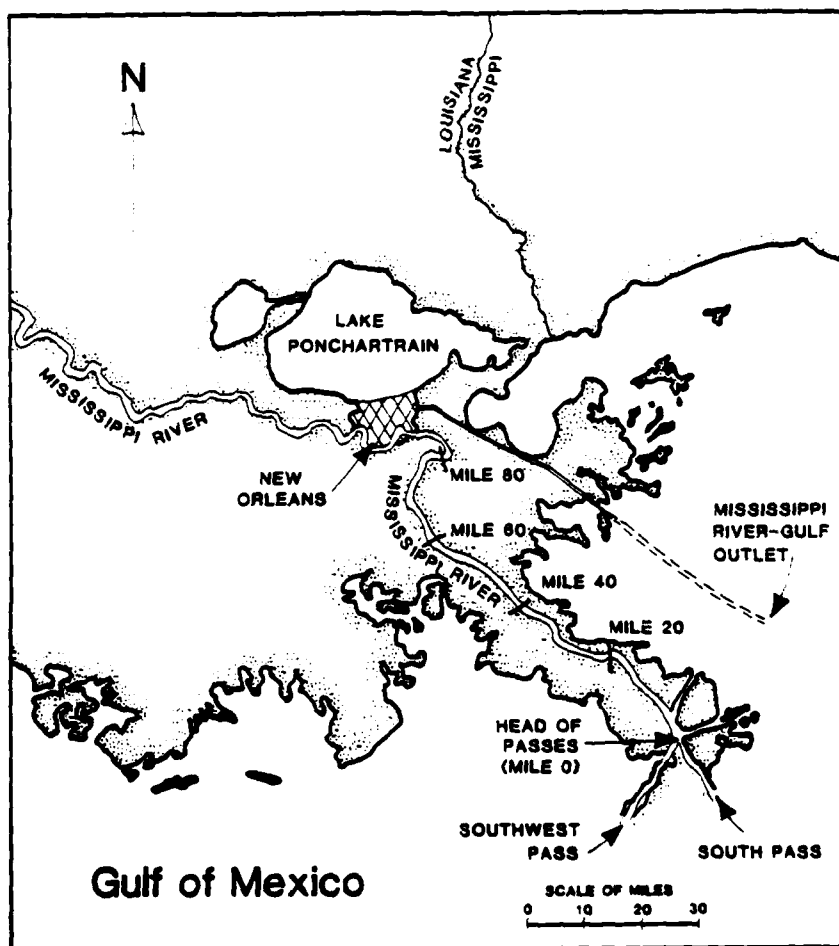 N
LOUISIANA
MISSISSIPPI
LAKE
PONCHARTRAIN
MISSISSIPPI RIVER
NEW
ORLEANS
MILE 80
MISSISSIPPI RIVER
MILE 60
MISSISSIPPI
RIVER-GULF
OUTLET
MILE 40
MILE 20
HEAD OF
PASSES
(MILE 0)
SOUTHWEST
PASS
SOUTH PASS
Gulf of Mexico
SCALE OF MILES
0 10 20 30